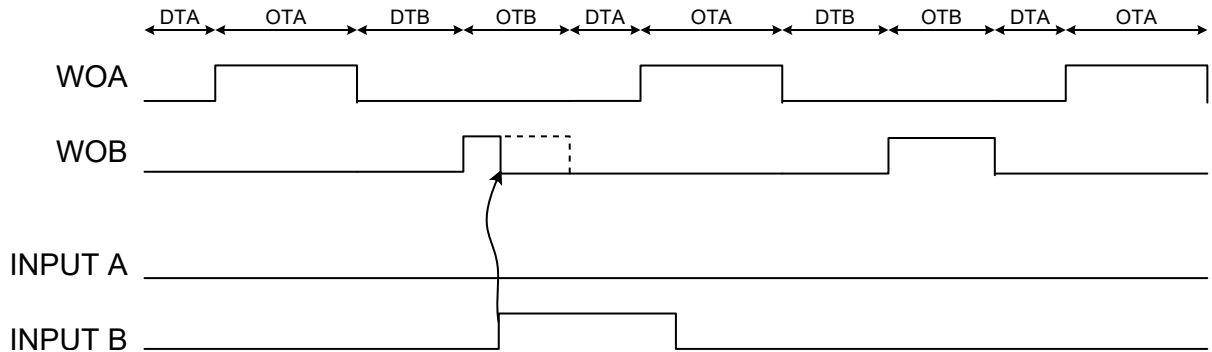 DTA OTA DTB OTB DTA OTA DTB OTB DTA OTA
WOA
WOB
INPUT A
INPUT B